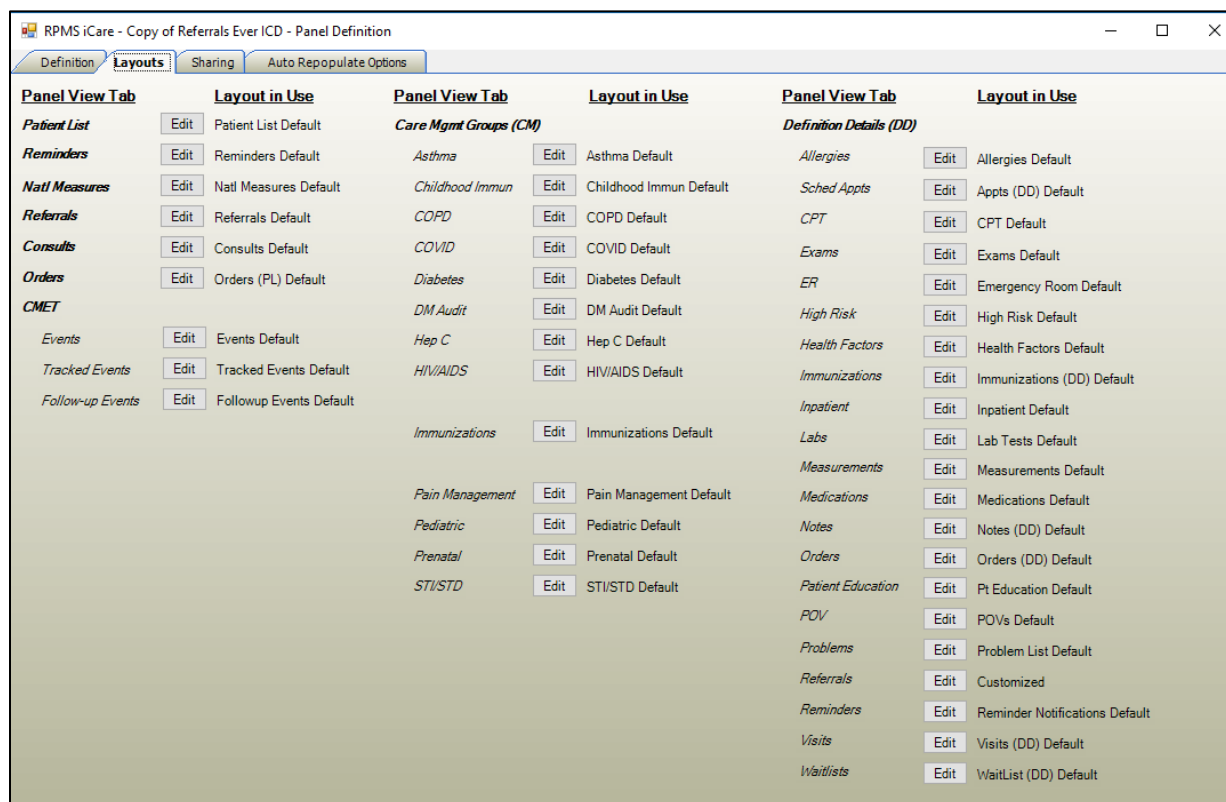 RPMS iCare - Copy of Referrals Ever ICD - Panel Definition
Definition Layouts Sharing Auto Repopulate Options
Panel View Tab Layout in Use
Patient List Edit Patient List Default
Reminders Edit Reminders Default
Natl Measures Edit Natl Measures Default
Referrals Edit Referrals Default
Consults Edit Consults Default
Orders Edit Orders (PL) Default
CMET
Events Edit Events Default
Tracked Events Edit Tracked Events Default
Follow-up Events Edit Followup Events Default
Panel View Tab Layout in Use
Care Mgmt Groups (CM)
Asthma Edit Asthma Default
Childhood Immun Edit Childhood Immun Default
COPD Edit COPD Default
COVID Edit COVID Default
Diabetes Edit Diabetes Default
DM Audit Edit DM Audit Default
Hep C Edit Hep C Default
HIV/AIDS Edit HIV/AIDS Default
Immunizations Edit Immunizations Default
Pain Management Edit Pain Management Default
Pediatric Edit Pediatric Default
Prenatal Edit Prenatal Default
STI/STD Edit STI/STD Default
Panel View Tab Layout in Use
Definition Details (DD)
Allergies Edit Allergies Default
Sched Appts Edit Appts (DD) Default
CPT Edit CPT Default
Exams Edit Exams Default
ER Edit Emergency Room Default
High Risk Edit High Risk Default
Health Factors Edit Health Factors Default
Immunizations Edit Immunizations (DD) Default
Inpatient Edit Inpatient Default
Labs Edit Lab Tests Default
Measurements Edit Measurements Default
Medications Edit Medications Default
Notes Edit Notes (DD) Default
Orders Edit Orders (DD) Default
Patient Education Edit Pt Education Default
POV Edit POVs Default
Problems Edit Problem List Default
Referrals Edit Customized
Reminders Edit Reminder Notifications Default
Visits Edit Visits (DD) Default
Waitlists Edit WaitList (DD) Default